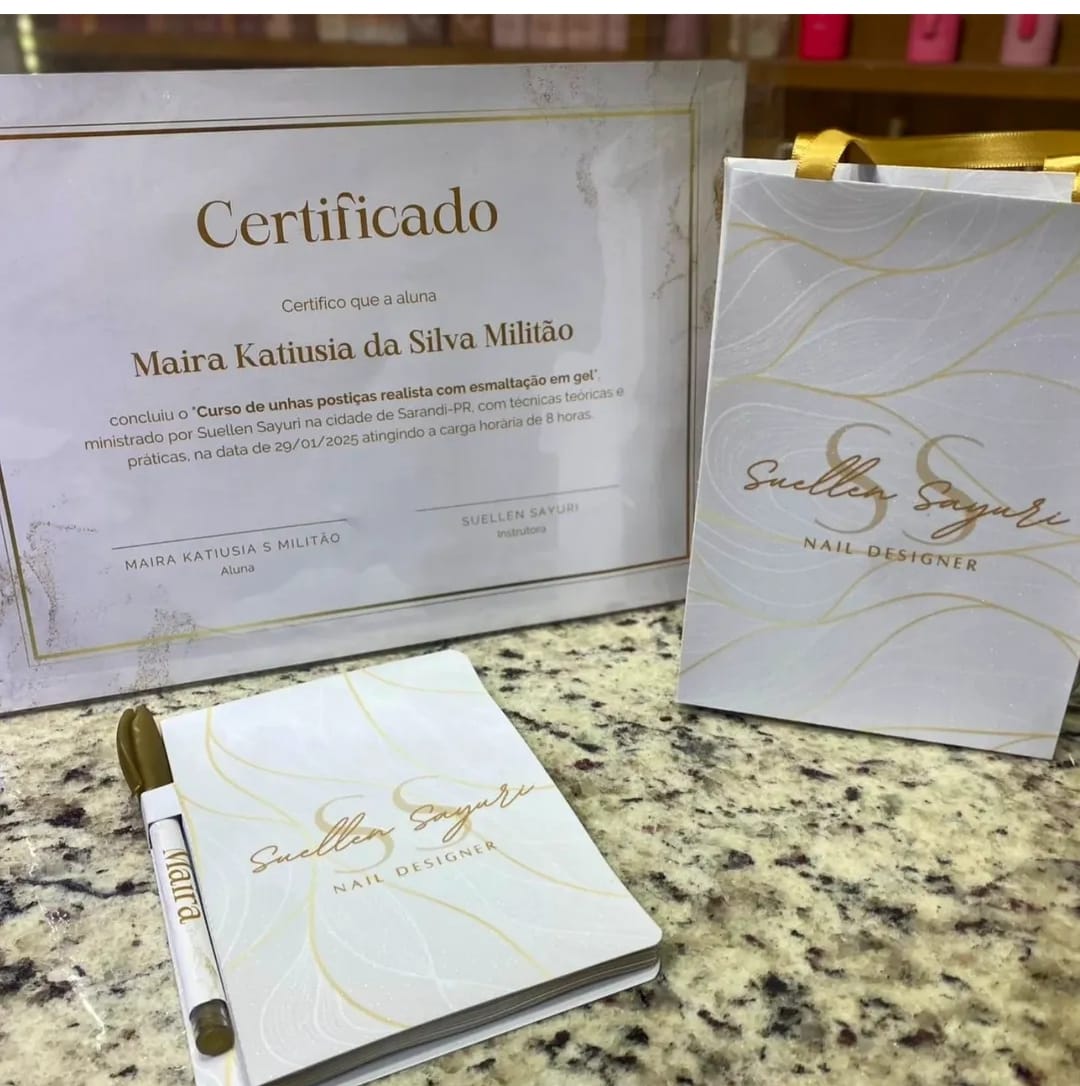 Certificado
Certifico que a aluna
Maira Katiusia da Silva Militão
concluiu o "Curso de unhas postiças realista com esmaltação em gel",
ministrado por Suellen Sayuri na cidade de Sarandi-PR, com técnicas teóricas e
práticas, na data de 29/01/2025 atingindo a carga horária de 8 horas.
MAIRA KATIUSIA S MILITÃO
Aluna
SUELLEN SAYURI
Instrutora
SS
Suellen Sayuri
NAIL DESIGNER
SS
Suellen Sayuri
NAIL DESIGNER
Maira